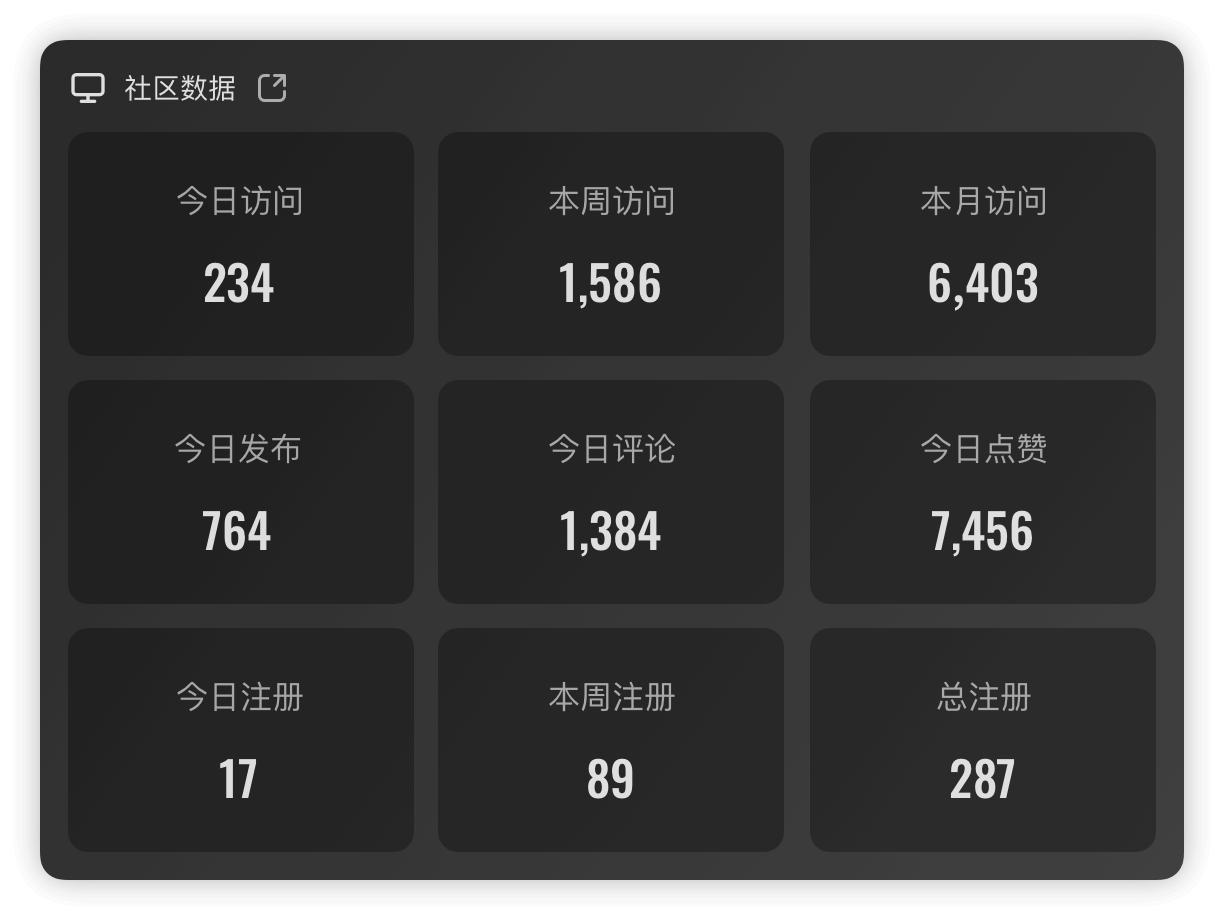 社区数据
今日访问
234
本周访问
1,586
本月访问
6,403
今日发布
764
今日评论
1,384
今日点赞
7,456
今日注册
17
本周注册
89
总注册
287